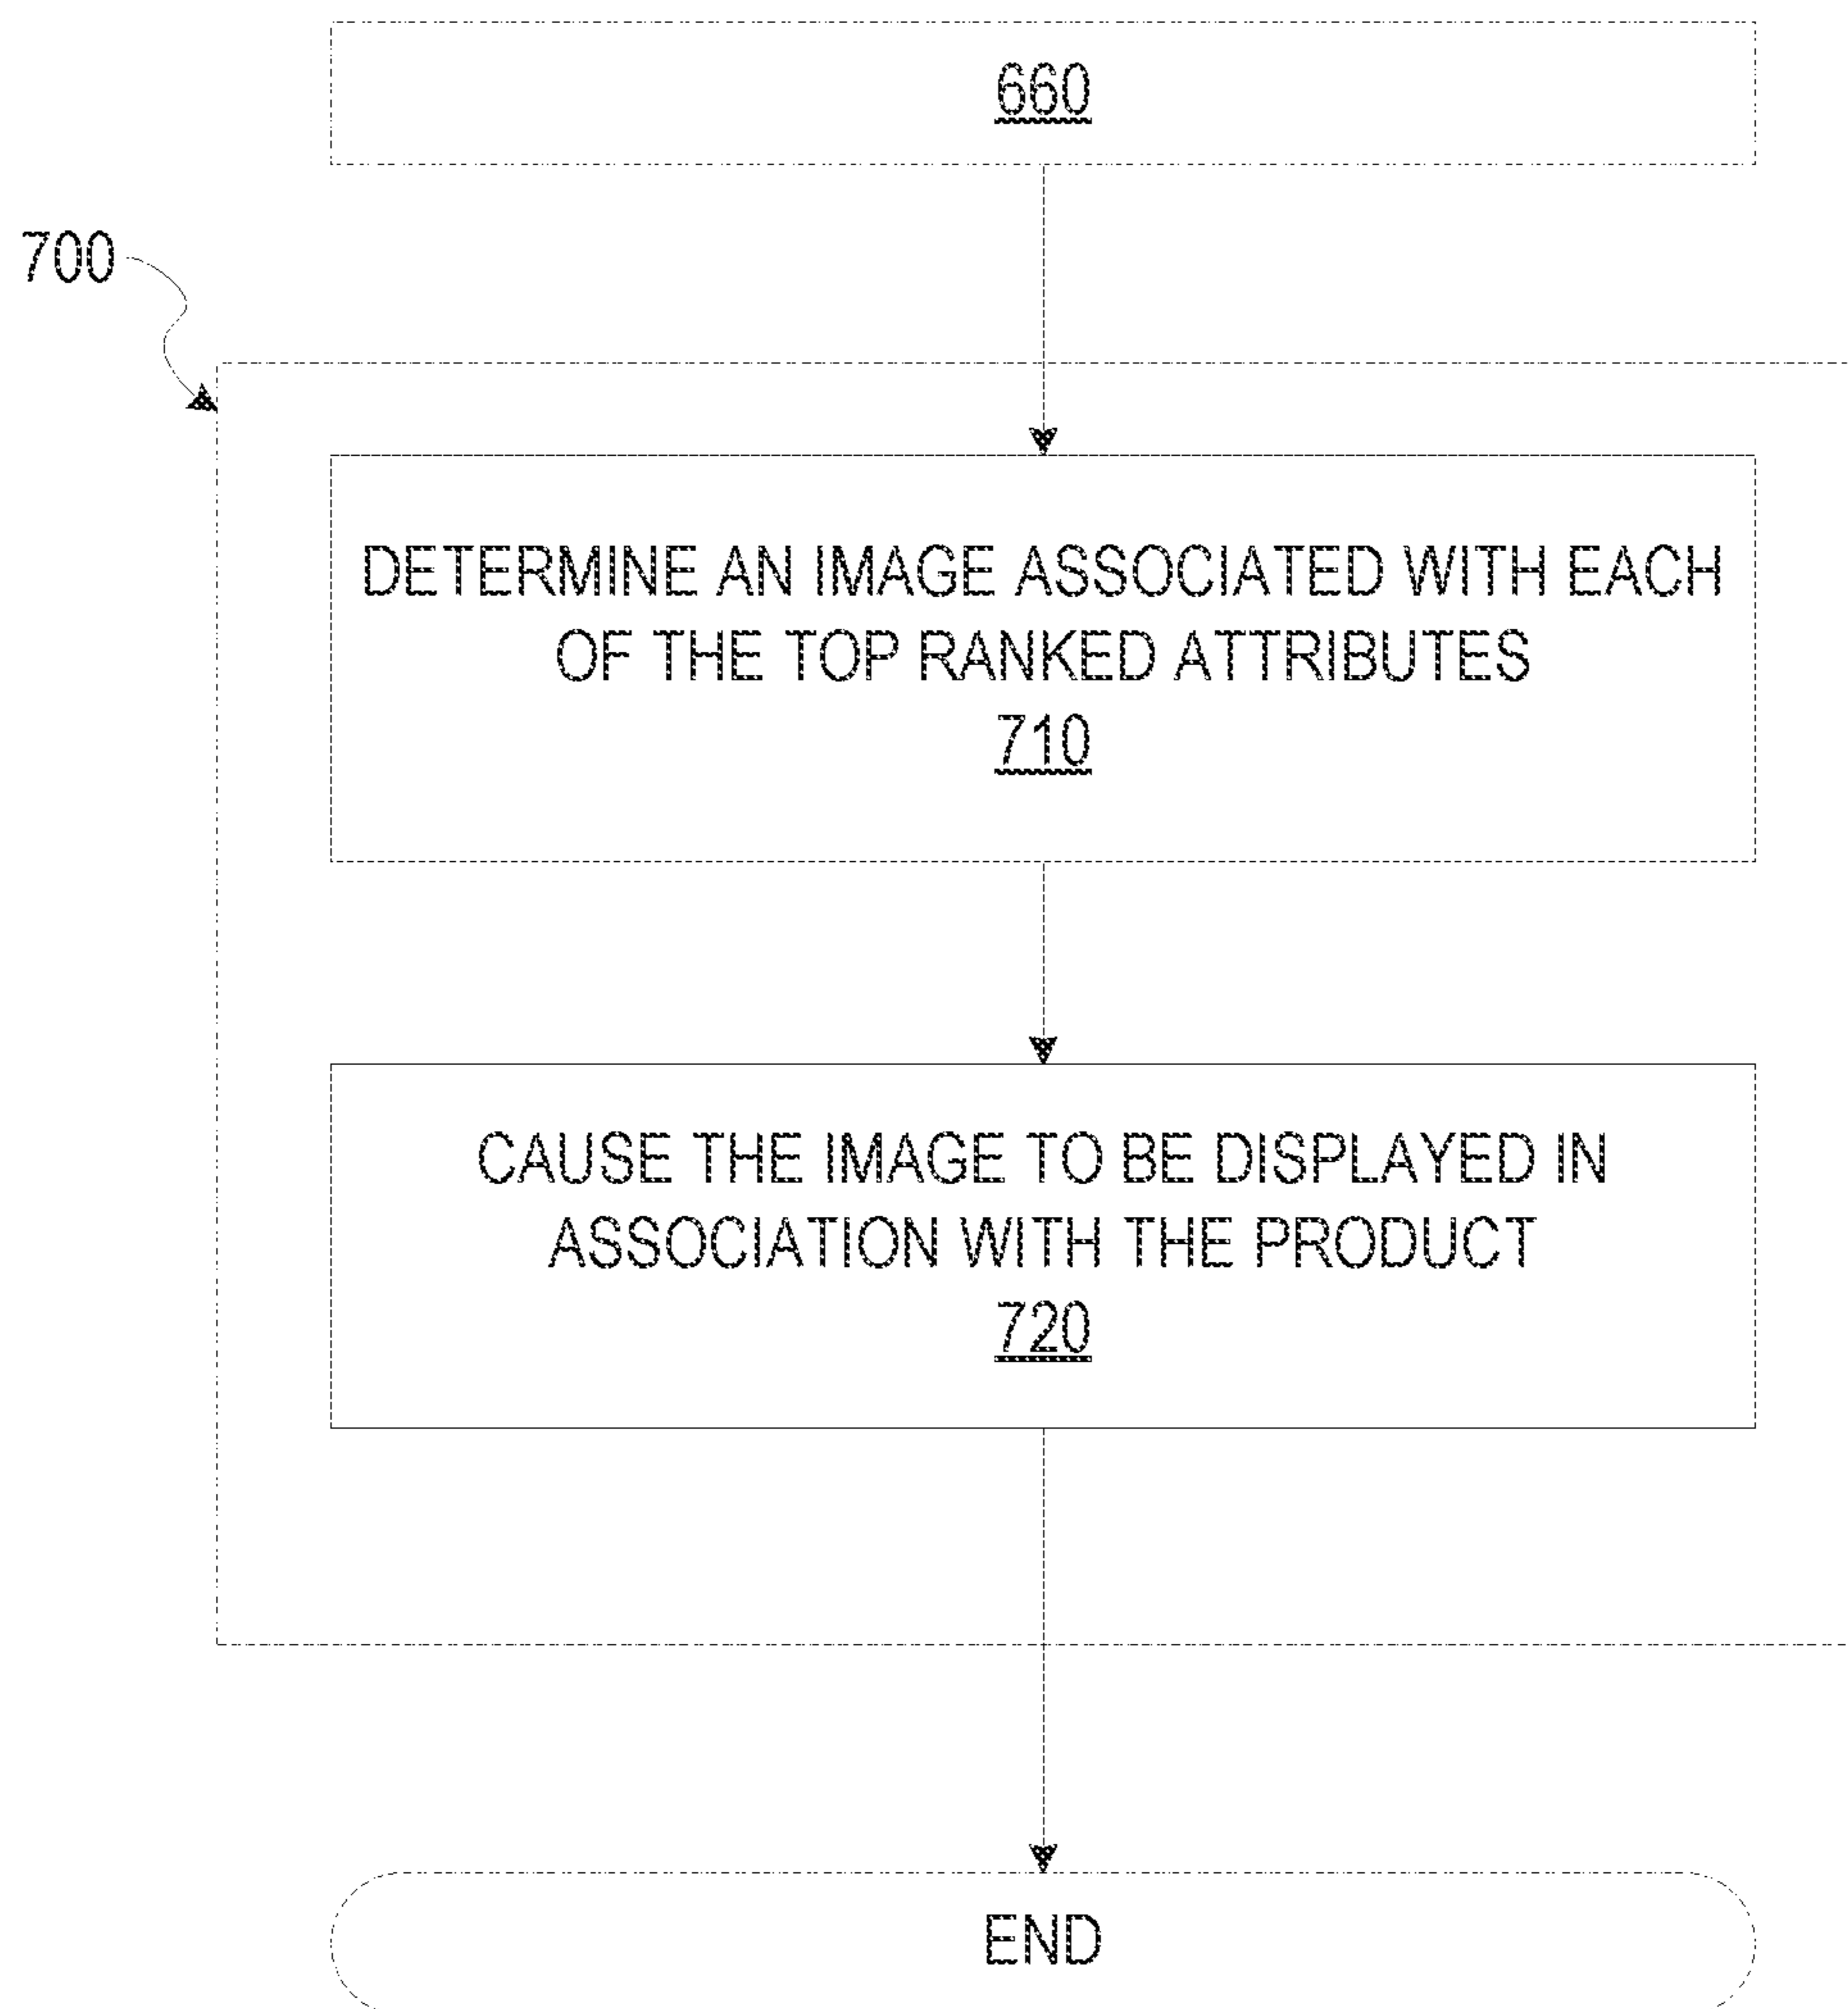 660
700
DETERMINE AN IMAGE ASSOCIATED WITH EACH
OF THE TOP RANKED ATTRIBUTES
710
CAUSE THE IMAGE TO BE DISPLAYED IN
ASSOCIATION WITH THE PRODUCT
720
END